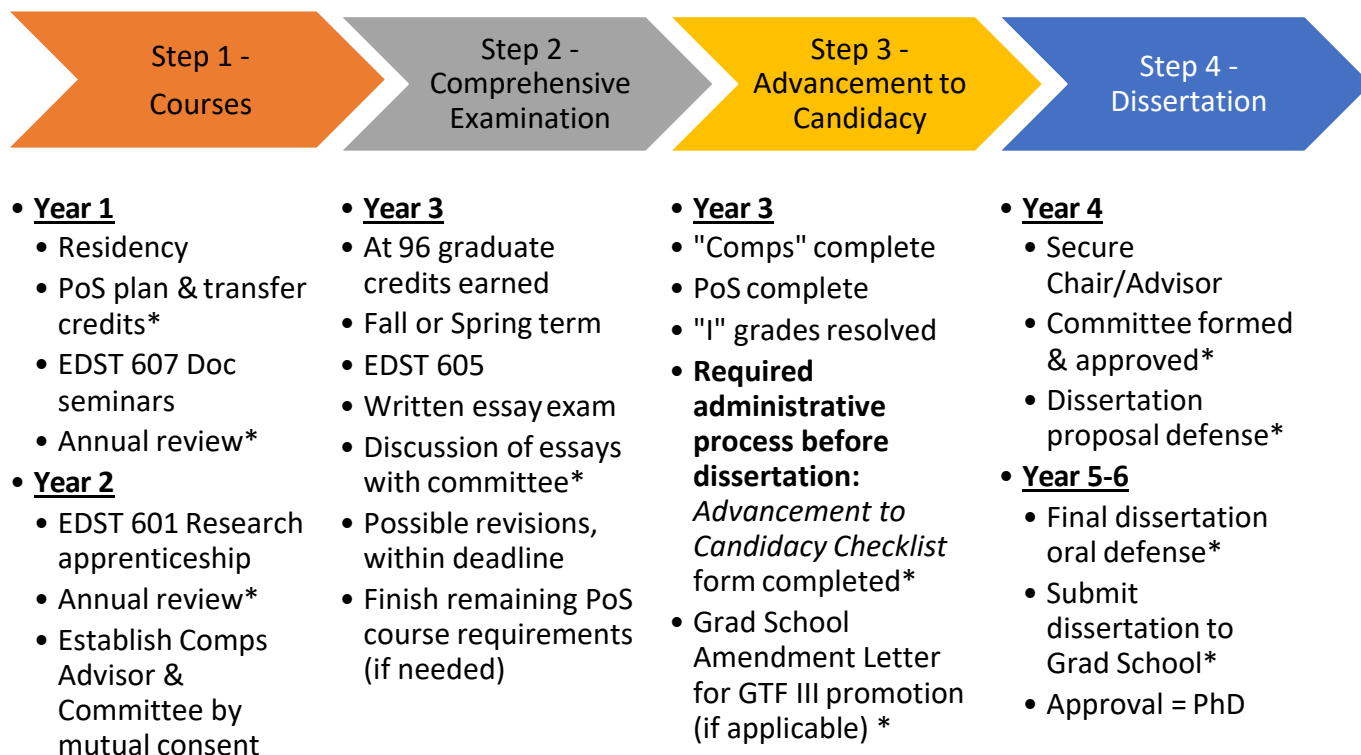 Step 1 -
Courses
Step 2 -
Comprehensive
Examination
Step 3 -
Advancement to
Candidacy
Step 4 -
Dissertation
• Year 1
• Residency
• PoS plan & transfer
credits*
• EDST 607 Doc
seminars
• Annual review*
• Year 2
• EDST 601 Research
apprenticeship
• Annual review*
• Establish Comps
Advisor &
Committee by
mutual consent
• Year 3
• At 96 graduate
credits earned
• Fall or Spring term
• EDST 605
• Written essay exam
• Discussion of essays
with committee*
• Possible revisions,
within deadline
• Finish remaining PoS
course requirements
(if needed)
• Year 3
• "Comps" complete
• PoS complete
• "I" grades resolved
• Required
administrative
process before
dissertation:
Advancement to
Candidacy Checklist
form completed*
• Grad School
Amendment Letter
for GTF III promotion
(if applicable) *
• Year 4
• Secure
Chair/Advisor
• Committee formed
& approved*
• Dissertation
proposal defense*
• Year 5-6
• Final dissertation
oral defense*
• Submit
dissertation to
Grad School*
• Approval = PhD